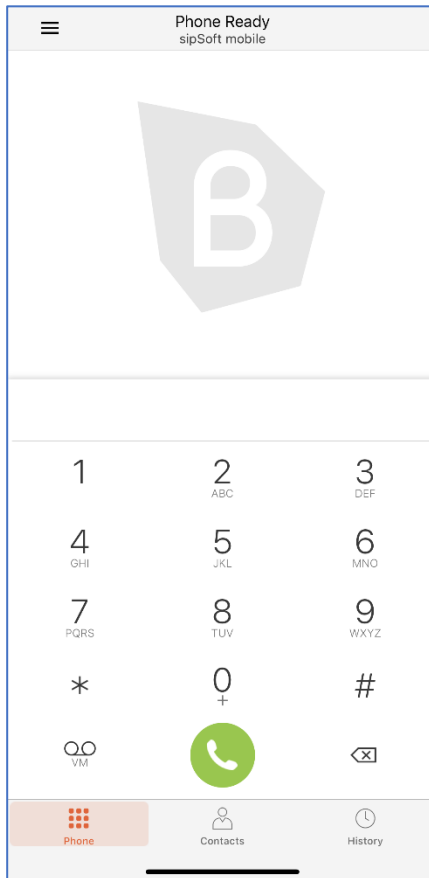 Phone Ready
sipSoft mobile
B
1 2 3
ABC DEF
4 5 6
GHI JKL MNO
7 8 9
PQRS TUV WXYZ
* 0 #
+
VM
Phone Contacts History